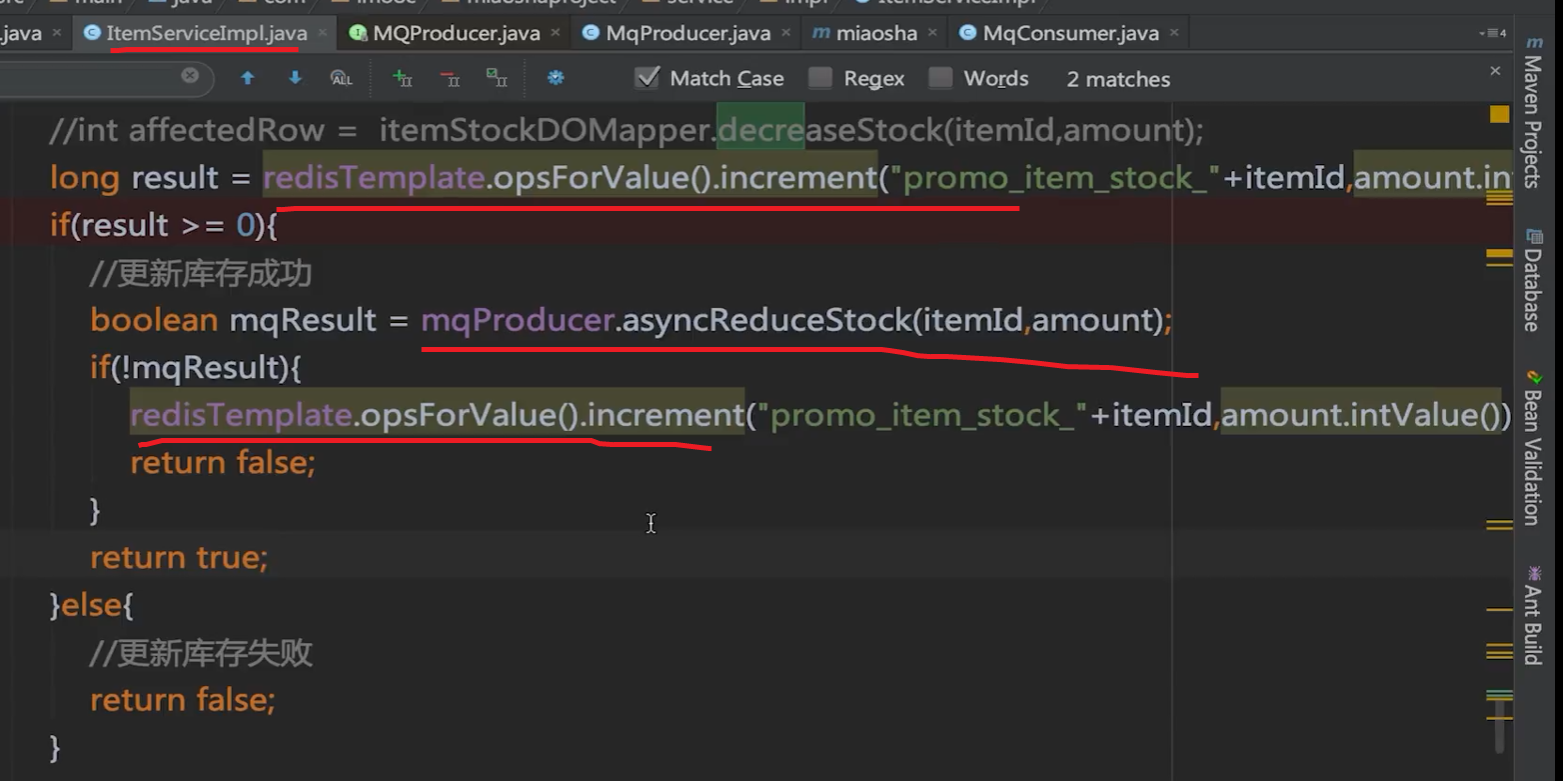 .java ItemServiceImpl.java MQProducer.java MqProducer.java miaosha MqConsumer.java 4
ALL Match Case Regex Words 2 matches
//int affectedRow = itemStockDOMapper.decreaseStock(itemId,amount);
long result = redisTemplate.opsForValue().increment("promo_item_stock_"+itemId,amount.in
if(result >= 0){
//更新库存成功
boolean mqResult = mqProducer.asyncReduceStock(itemId,amount);
if(!mqResult){
redisTemplate.opsForValue().increment("promo_item_stock_"+itemId,amount.intValue())
return false;
}
return true;
}else{
//更新库存失败
return false;
}
Maven Projects
Database
Bean Validation
Ant Build